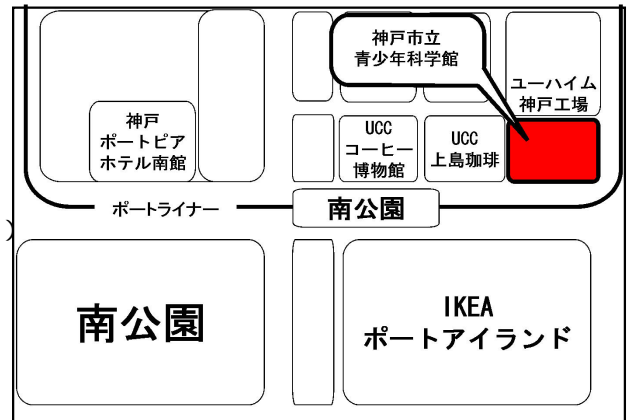 神戸市立
青少年科学館
ユーハイム
神戸工場
神戸
ポートピア
ホテル南館
UCC
コーヒー
博物館
UCC
上島珈琲
ポートライナー
南公園
南公園
IKEA
ポートアイランド
)